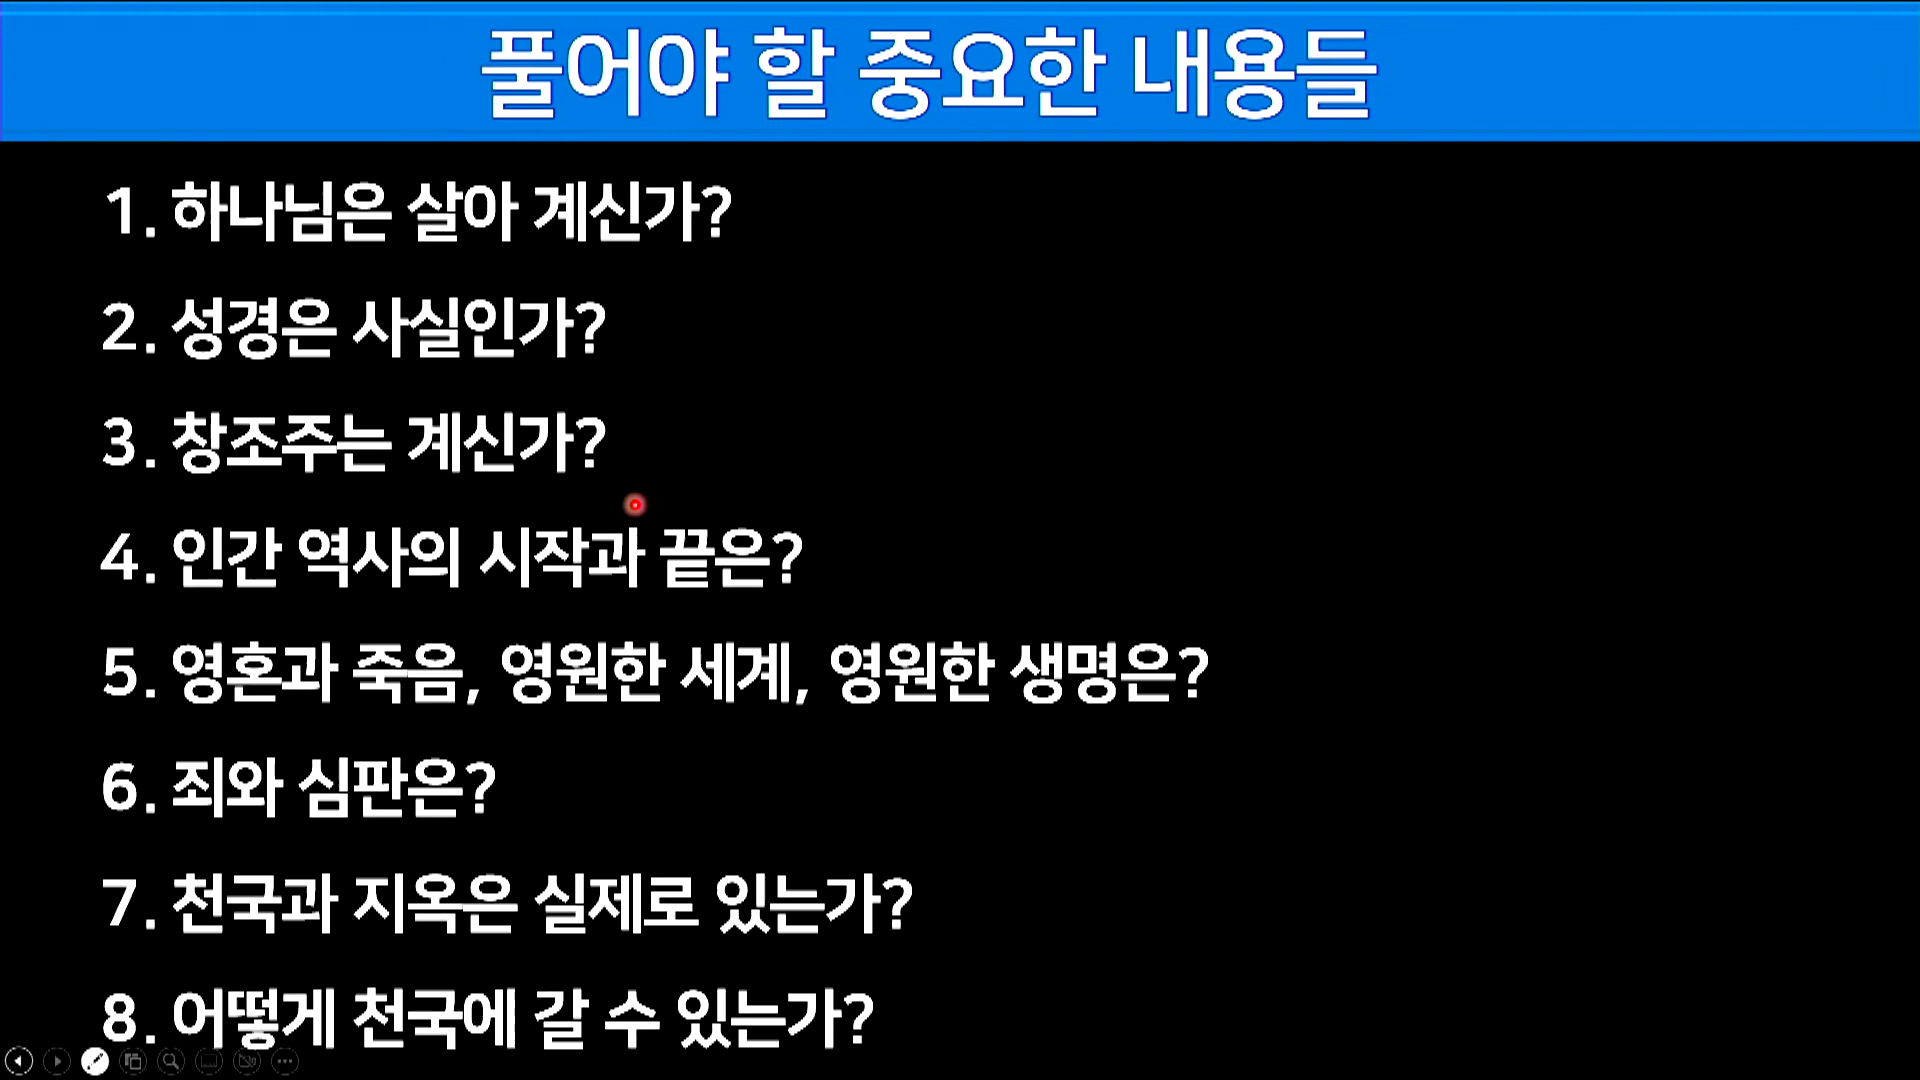 풀어야 할 중요한 내용들
1. 하나님은 살아 계신가?
2. 성경은 사실인가?
3. 창조주는 계신가?
4. 인간 역사의 시작과 끝은?
5. 영혼과 죽음, 영원한 세계, 영원한 생명은?
6. 죄와 심판은?
7. 천국과 지옥은 실제로 있는가?
8. 어떻게 천국에 갈 수 있는가?